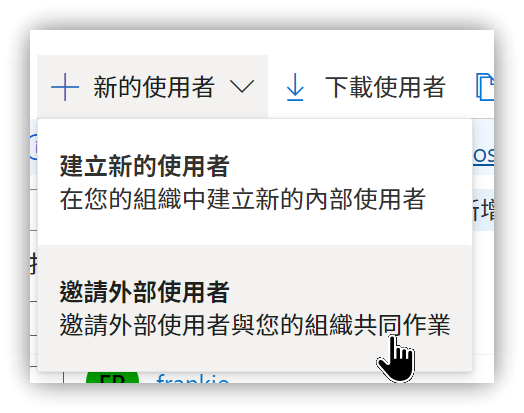 新的使用者
下載使用者
建立新的使用者
在您的組織中建立新的內部使用者
os
新增
邀請外部使用者
邀請外部使用者與您的組織共同作業
FR
frankie